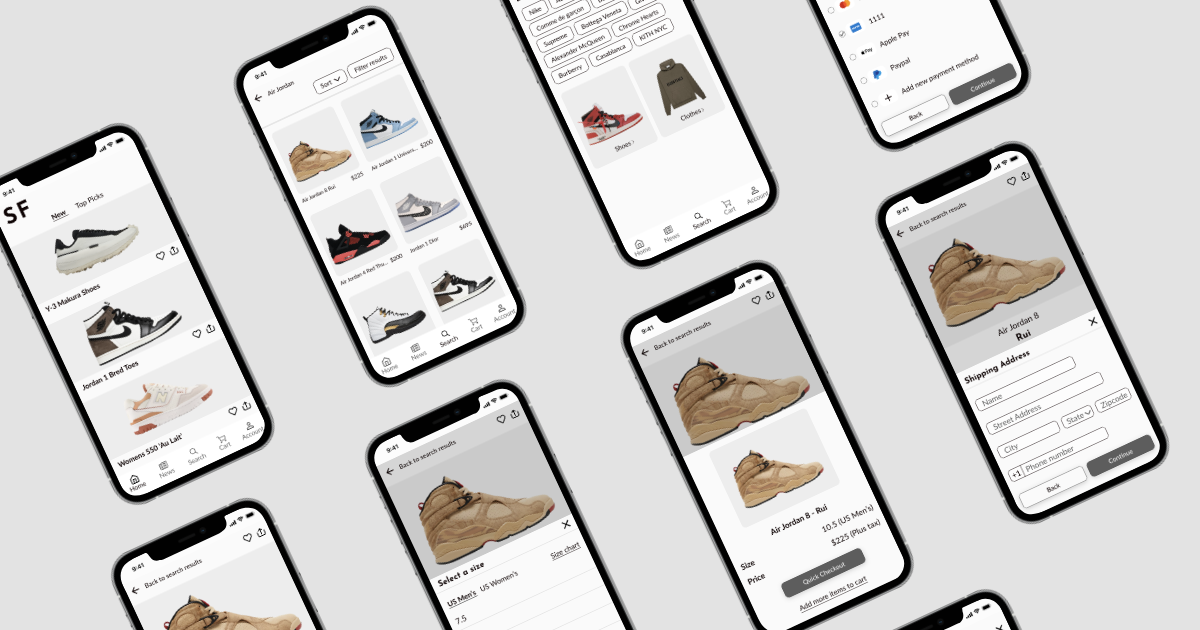 9:41
SF
New Top Picks
Y-3 Makura Shoes
Jordan 1 Bred Toes
Womens 550 'Au Lait'
Home News Search Cart Account
9:41
Air Jordan
Sort Filter results
Air Jordan 8 Rui $225
Air Jordan 1 Univers... $200
Air Jordan 4 Red Thu... $200
Jordan 1 Dior $695
Home News Search Cart Account
Nike
Comme de garçon
Supreme Bottega Veneta
Alexander McQueen Chrome Hearts
Burberry Casablanca KITH NYC
Shoes >
Clothes >
Home News Search Cart Account
1111
Pay Apple Pay
Paypal
Add new payment method
Back Continue
9:41
Back to search results
9:41
Back to search results
Select a size
US Men's US Women's Size chart
7.5
9:41
Back to search results
Air Jordan 8 - Rui
Size 10.5 (US Men's)
Price $225 (Plus tax)
Quick Checkout
Add more items to cart
9:41
Back to search results
Air Jordan 8
Rui
Shipping Address
Name
Street Address
City State Zipcode
+1 Phone number
Back Continue